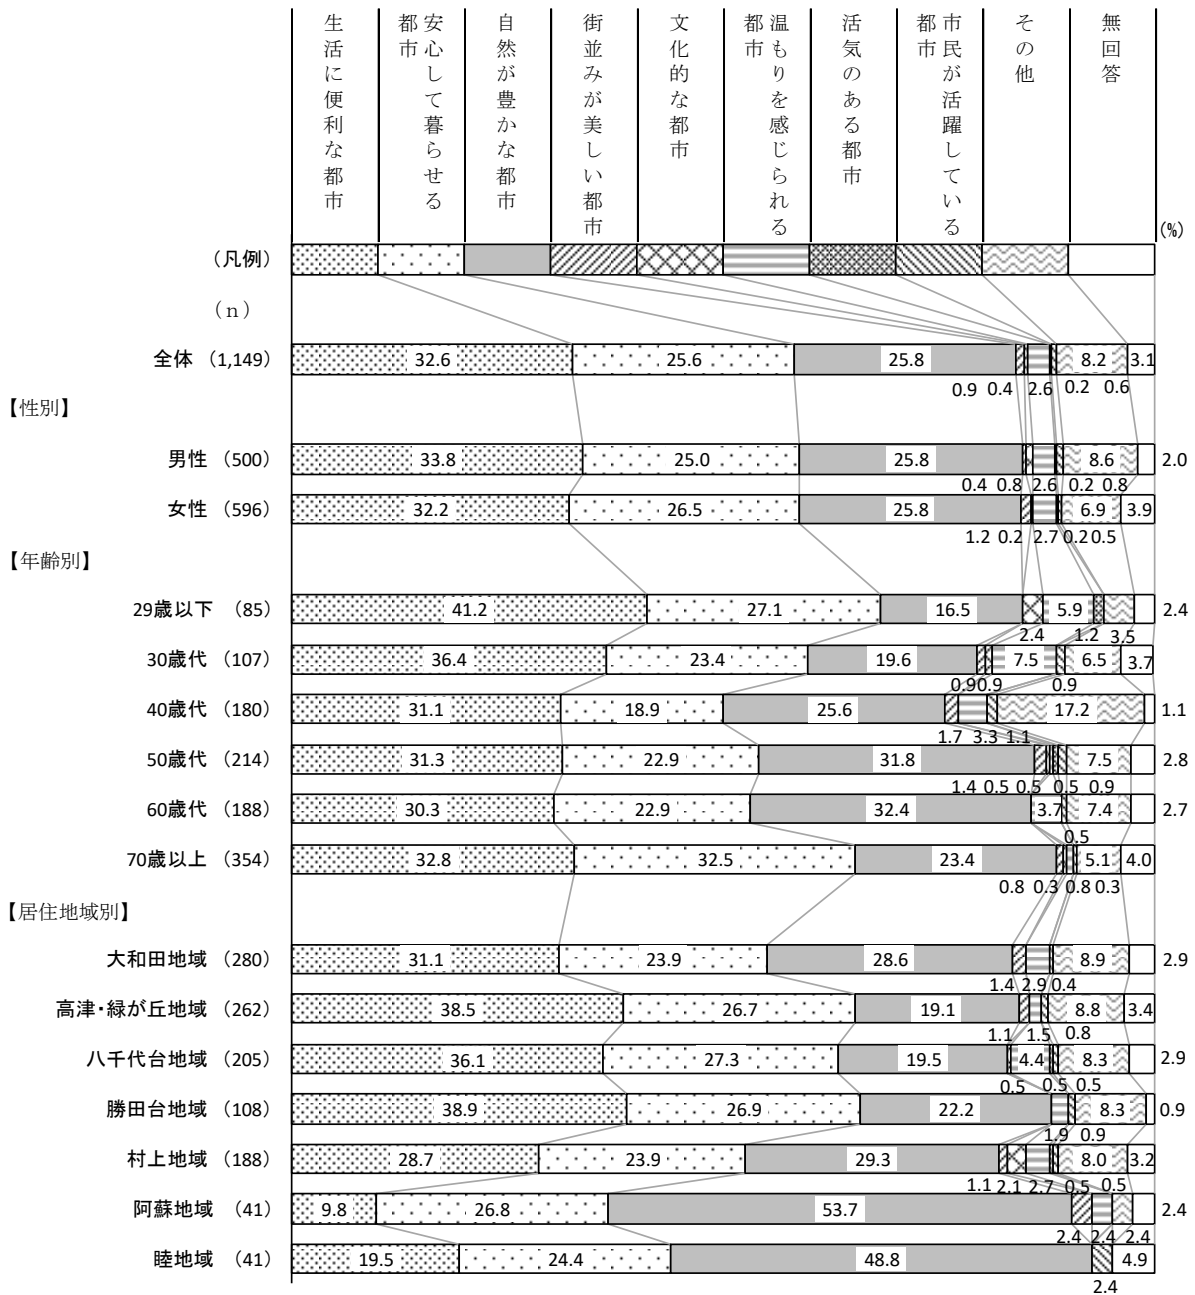 生活に便利な都市
安心して暮らせる
都市
自然が豊かな都市
街並みが美しい都市
文化的な都市
温もりを感じられる
都市
活気のある都市
市民が活躍している
都市
その他
無回答
(%)
(凡例)
(n)
全体 (1,149) 32.6 25.6 25.8 8.2 3.1
0.9 0.4 2.6 0.2 0.6
【性別】
男性 (500) 33.8 25.0 25.8 8.6 2.0
0.4 0.8 2.6 0.2 0.8
女性 (596) 32.2 26.5 25.8 6.9 3.9
1.2 0.2 2.7 0.2 0.5
【年齢別】
29歳以下 (85) 41.2 27.1 16.5 5.9 2.4
2.4 1.2 3.5
30歳代 (107) 36.4 23.4 19.6 7.5 6.5 3.7
0.9 0.9 0.9
40歳代 (180) 31.1 18.9 25.6 17.2 1.1
1.7 3.3 1.1
50歳代 (214) 31.3 22.9 31.8 7.5 2.8
1.4 0.5 0.5 0.5 0.9
60歳代 (188) 30.3 22.9 32.4 3.7 7.4 2.7
0.5
70歳以上 (354) 32.8 32.5 23.4 5.1 4.0
0.8 0.3 0.8 0.3
【居住地域別】
大和田地域 (280) 31.1 23.9 28.6 8.9 2.9
1.4 2.9 0.4
高津・緑が丘地域 (262) 38.5 26.7 19.1 8.8 3.4
1.1 1.5 0.8
八千代台地域 (205) 36.1 27.3 19.5 4.4 8.3 2.9
0.5 0.5 0.5
勝田台地域 (108) 38.9 26.9 22.2 8.3 0.9
1.9 0.9
村上地域 (188) 28.7 23.9 29.3 8.0 3.2
1.1 2.1 2.7 0.5 0.5
阿蘇地域 (41) 9.8 26.8 53.7 2.4
2.4 2.4 2.4
睦地域 (41) 19.5 24.4 48.8 4.9
2.4